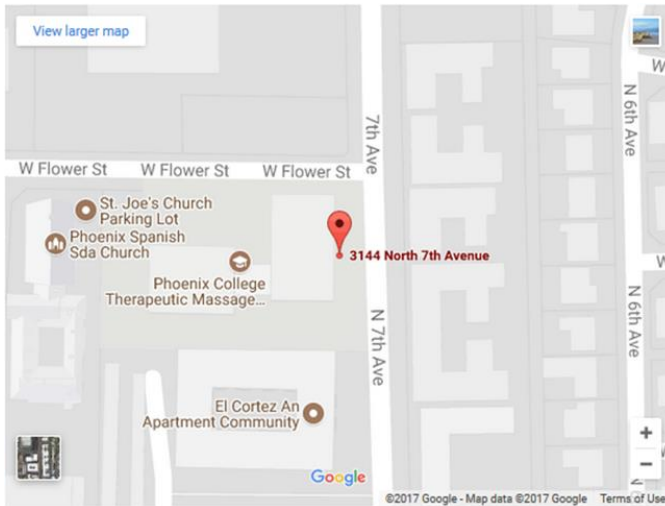 View larger map
W Flower St
W Flower St
W Flower St
7th Ave
N 6th Ave
St. Joe's Church
Parking Lot
Phoenix Spanish
Sda Church
3144 North 7th Avenue
Phoenix College
Therapeutic Massage...
N 7th Ave
N 6th Ave
El Cortez An
Apartment Community
+
−
Google
©2017 Google - Map data ©2017 Google Terms of Use